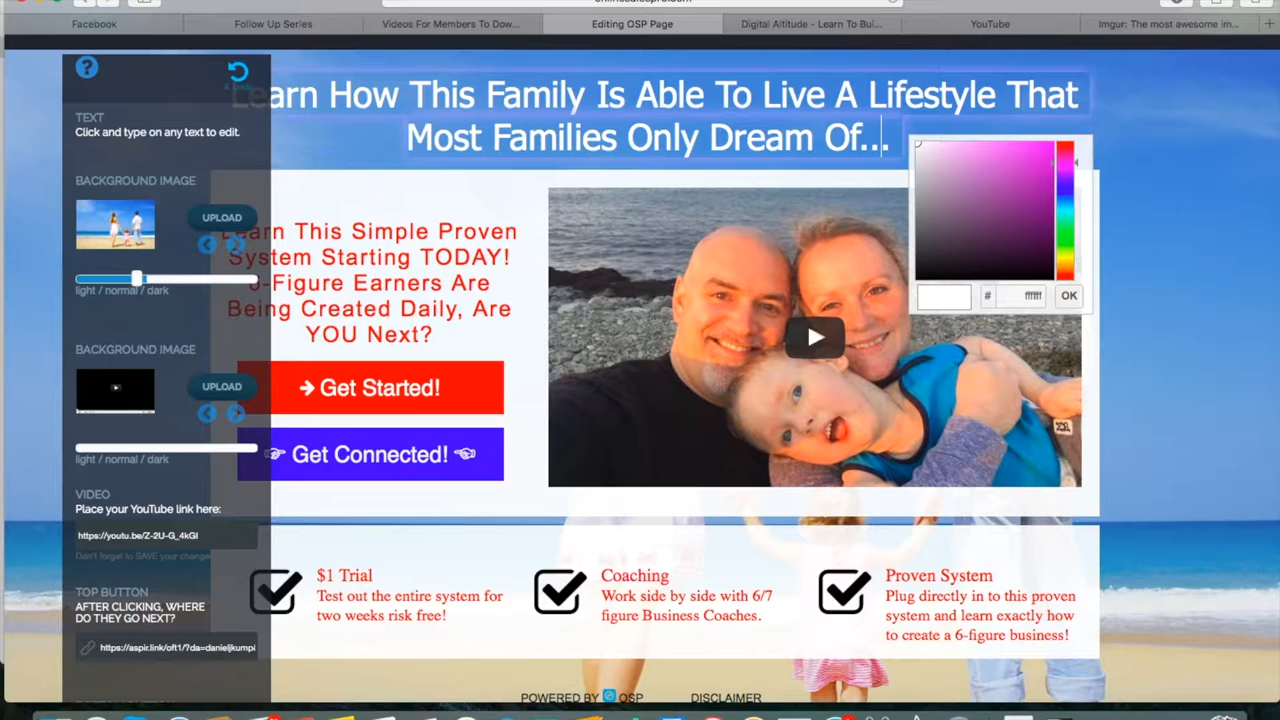 Facebook
Follow Up Series
Videos For Members To Dow...
Editing OSP Page
Digital Altitude - Learn To Bui...
YouTube
Imgur: The most awesome im...
Learn How This Family Is Able To Live A Lifestyle That
Most Families Only Dream Of...
TEXT
Click and type on any text to edit.
BACKGROUND IMAGE
UPLOAD
light / normal / dark
BACKGROUND IMAGE
UPLOAD
light / normal / dark
VIDEO
Place your YouTube link here:
https://youtu.be/Z-2U-G_4kGI
Don't forget to SAVE your change
TOP BUTTON
AFTER CLICKING, WHERE
DO THEY GO NEXT?
https://aspir.link/oft1/?da=danieljkumpi
Learn This Simple Proven
System Starting TODAY!
6-Figure Earners Are
Being Created Daily, Are
YOU Next?
Get Started!
Get Connected!
# ffffff OK
$1 Trial
Test out the entire system for
two weeks risk free!
Coaching
Work side by side with 6/7
figure Business Coaches.
Proven System
Plug directly in to this proven
system and learn exactly how
to create a 6-figure business!
POWERED BY OSP
DISCLAIMER